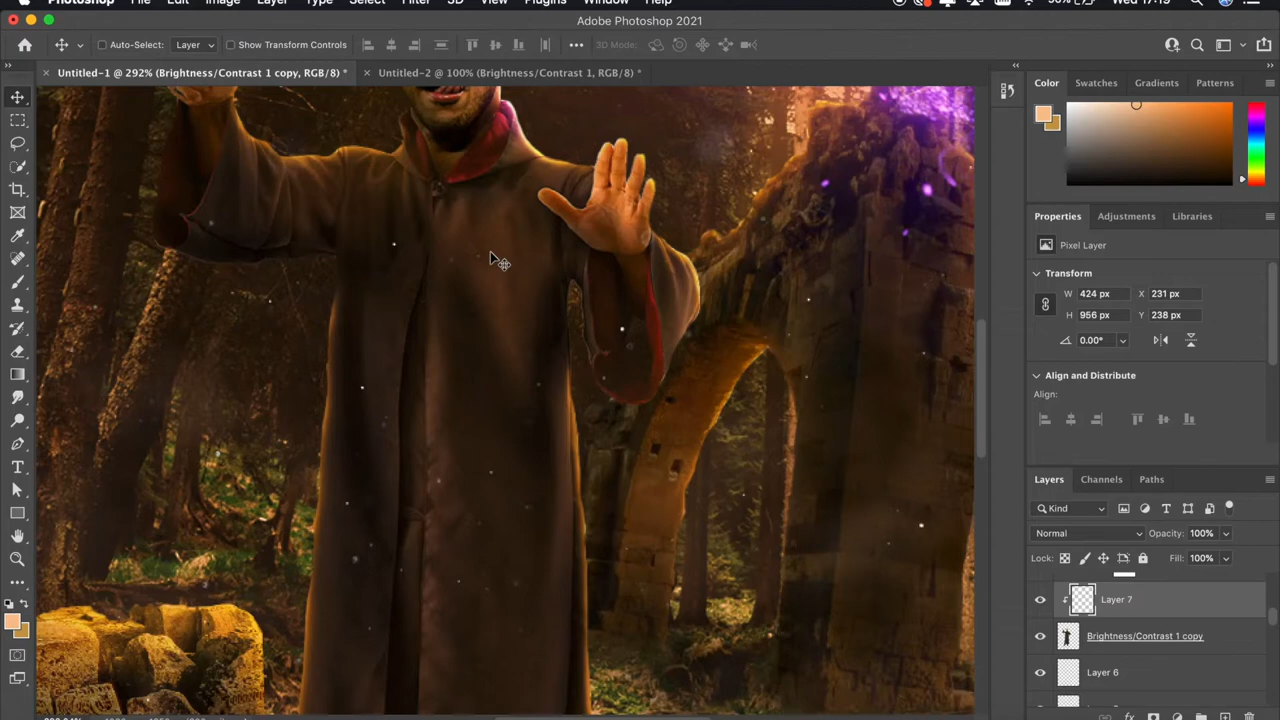 Photoshop File Edit Image Layer Type Select Filter 3D View Plugins Window Help Wed 17:19
Adobe Photoshop 2021
Auto-Select: Layer Show Transform Controls 3D Mode:
Untitled-1 @ 292% (Brightness/Contrast 1 copy, RGB/8) * Untitled-2 @ 100% (Brightness/Contrast 1, RGB/8) *
Color Swatches Gradients Patterns
Properties Adjustments Libraries
Pixel Layer
Transform
W 424 px X 231 px
H 956 px Y 238 px
0.00°
Align and Distribute
Align:
Layers Channels Paths
Kind
Normal Opacity: 100%
Lock: Fill: 100%
Layer 7
Brightness/Contrast 1 copy
Layer 6